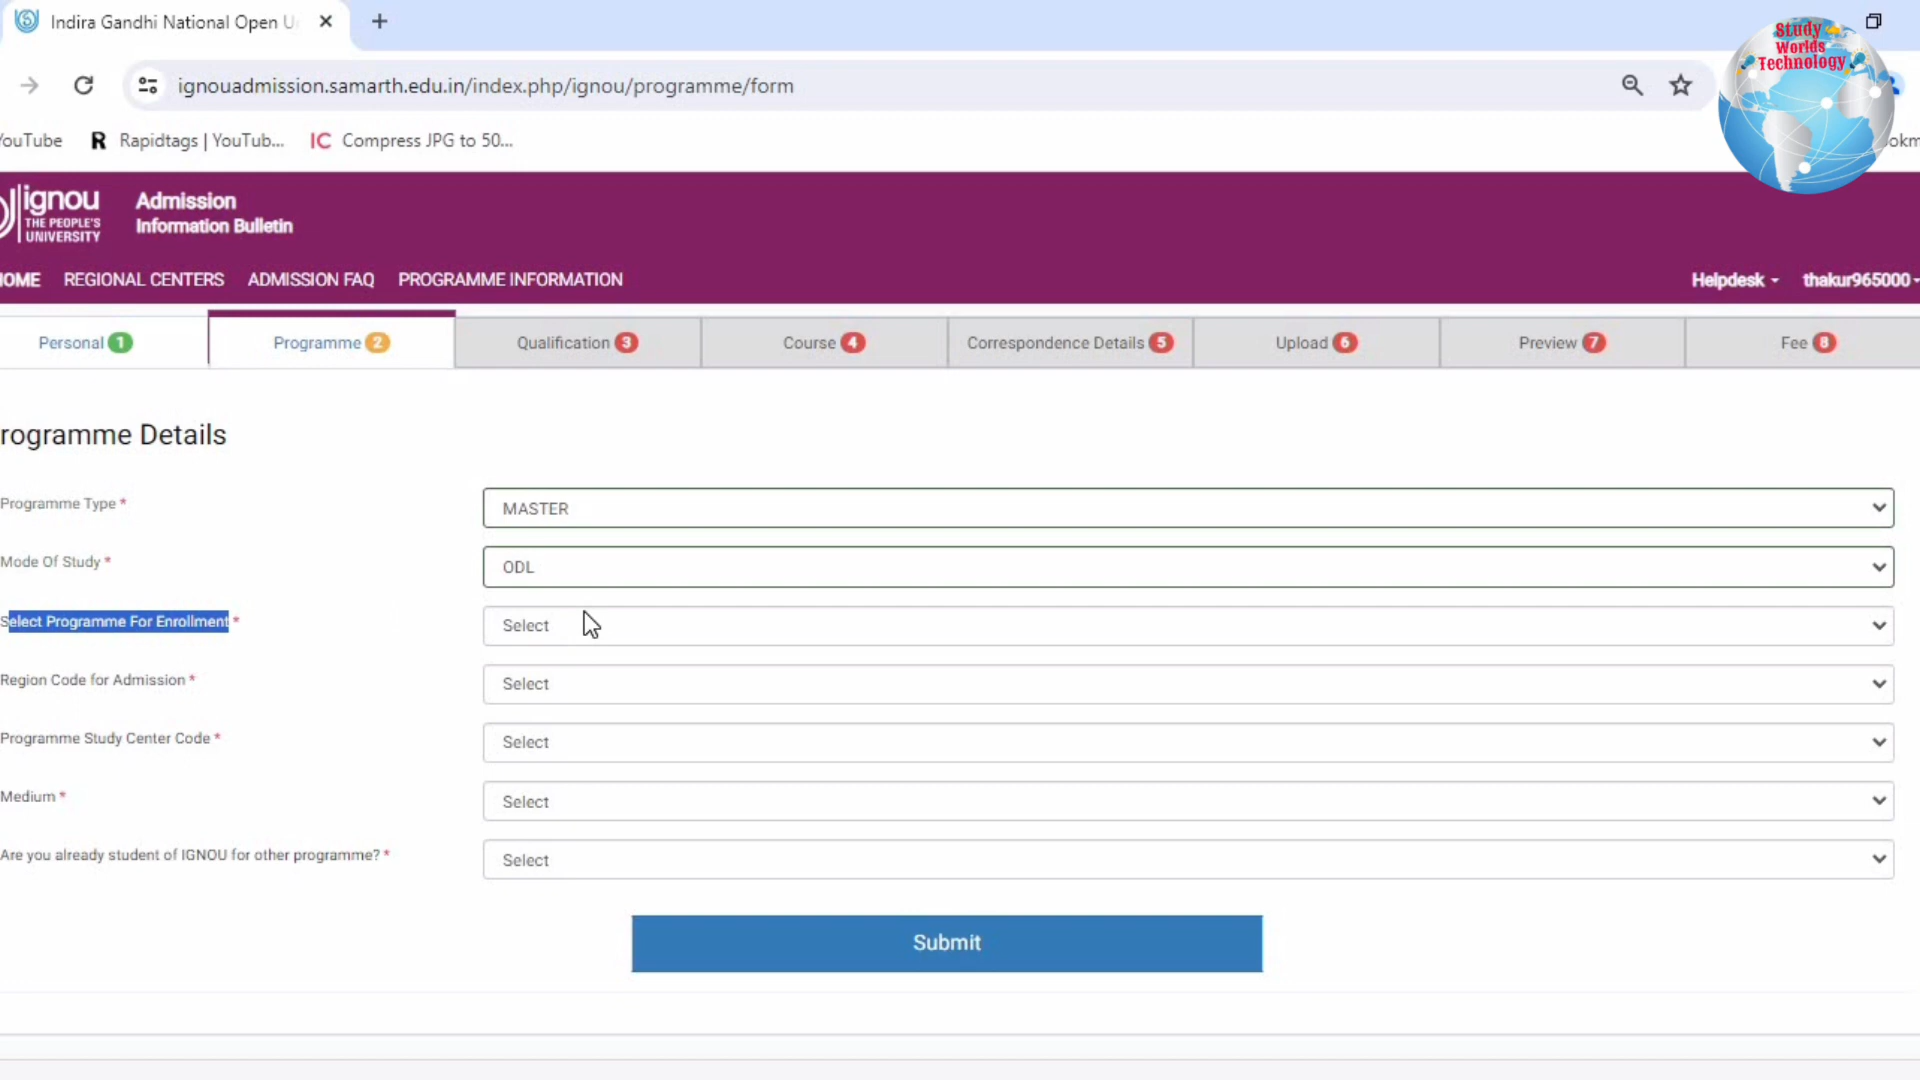 Indira Gandhi National Open U
ignouadmission.samarth.edu.in/index.php/ignou/programme/form
Study
Worlds
Technology
YouTube
R Rapidtags | YouTub...
IC Compress JPG to 50...
ignou
THE PEOPLE'S
UNIVERSITY
Admission
Information Bulletin
OME REGIONAL CENTERS ADMISSION FAQ PROGRAMME INFORMATION
Helpdesk thakur965000
Personal 1
Programme 2
Qualification 3
Course 4
Correspondence Details 5
Upload 6
Preview 7
Fee 8
rogramme Details
Programme Type * MASTER
Mode Of Study * ODL
Select Programme For Enrollment * Select
Region Code for Admission * Select
Programme Study Center Code * Select
Medium * Select
Are you already student of IGNOU for other programme? * Select
Submit